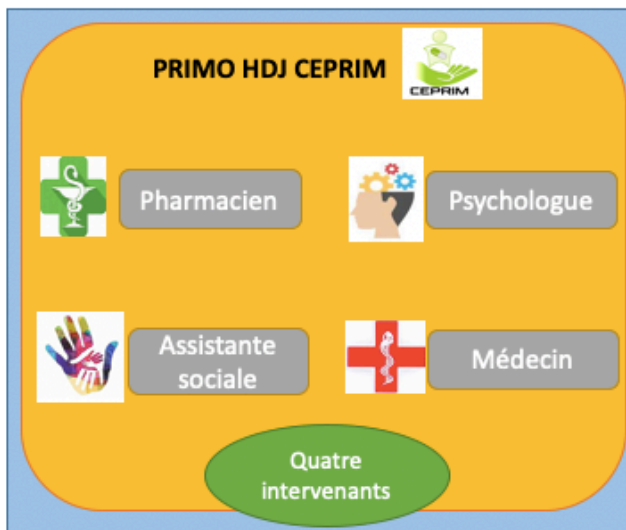 PRIMO HDJ CEPRIM
CEPRIM
Pharmacien
Psychologue
Assistante
sociale
Médecin
Quatre
intervenants